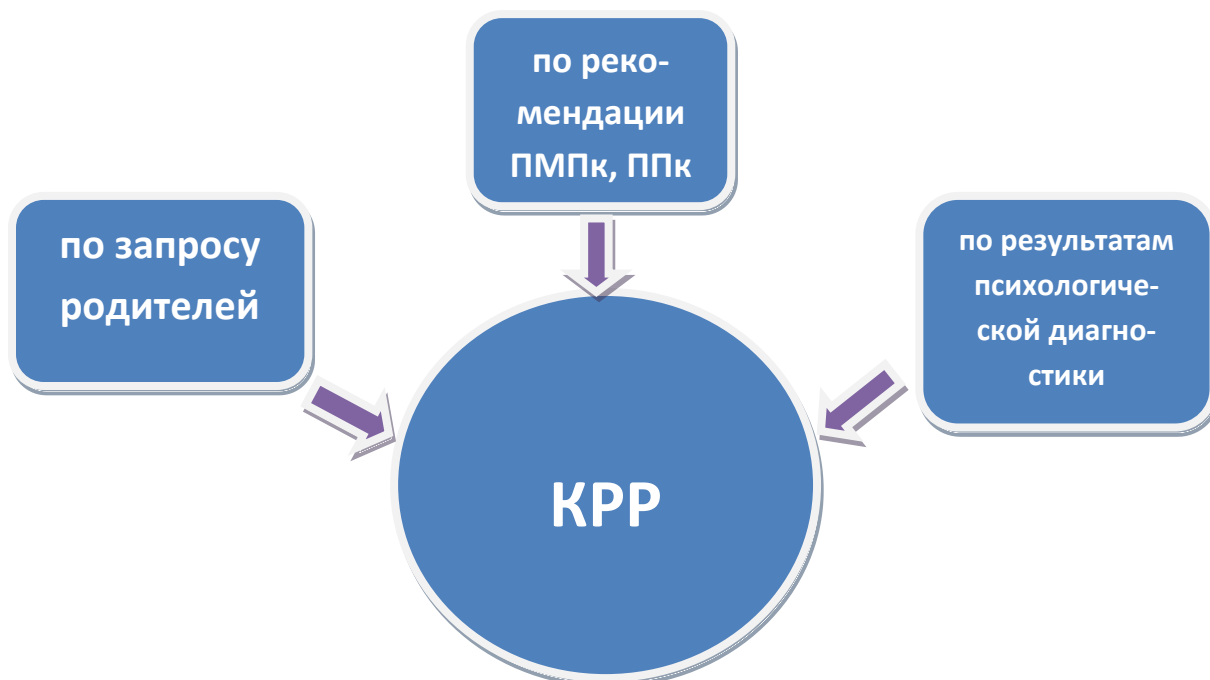 по реко-
мендации
ПМПк, ППк
по запросу
родителей
по результатам
психологиче-
ской диагно-
стики
КРР